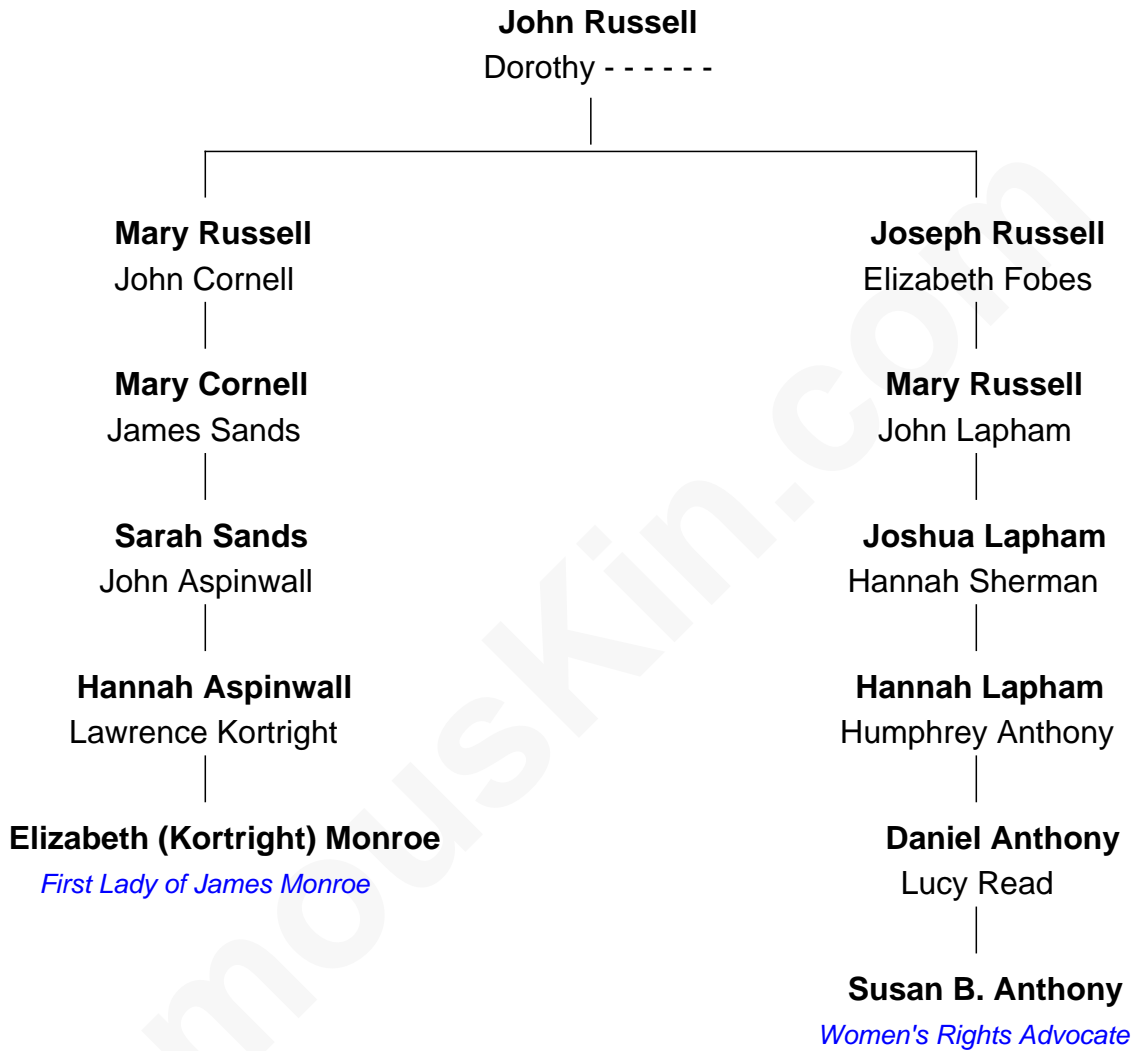 John Russell
Dorothy - - - - - -
Mary Russell
John Cornell
Joseph Russell
Elizabeth Fobes
Mary Cornell
James Sands
Mary Russell
John Lapham
Sarah Sands
John Aspinwall
Joshua Lapham
Hannah Sherman
Hannah Aspinwall
Lawrence Kortright
Hannah Lapham
Humphrey Anthony
Elizabeth (Kortright) Monroe
First Lady of James Monroe
Daniel Anthony
Lucy Read
Susan B. Anthony
Women's Rights Advocate
mousKin.com